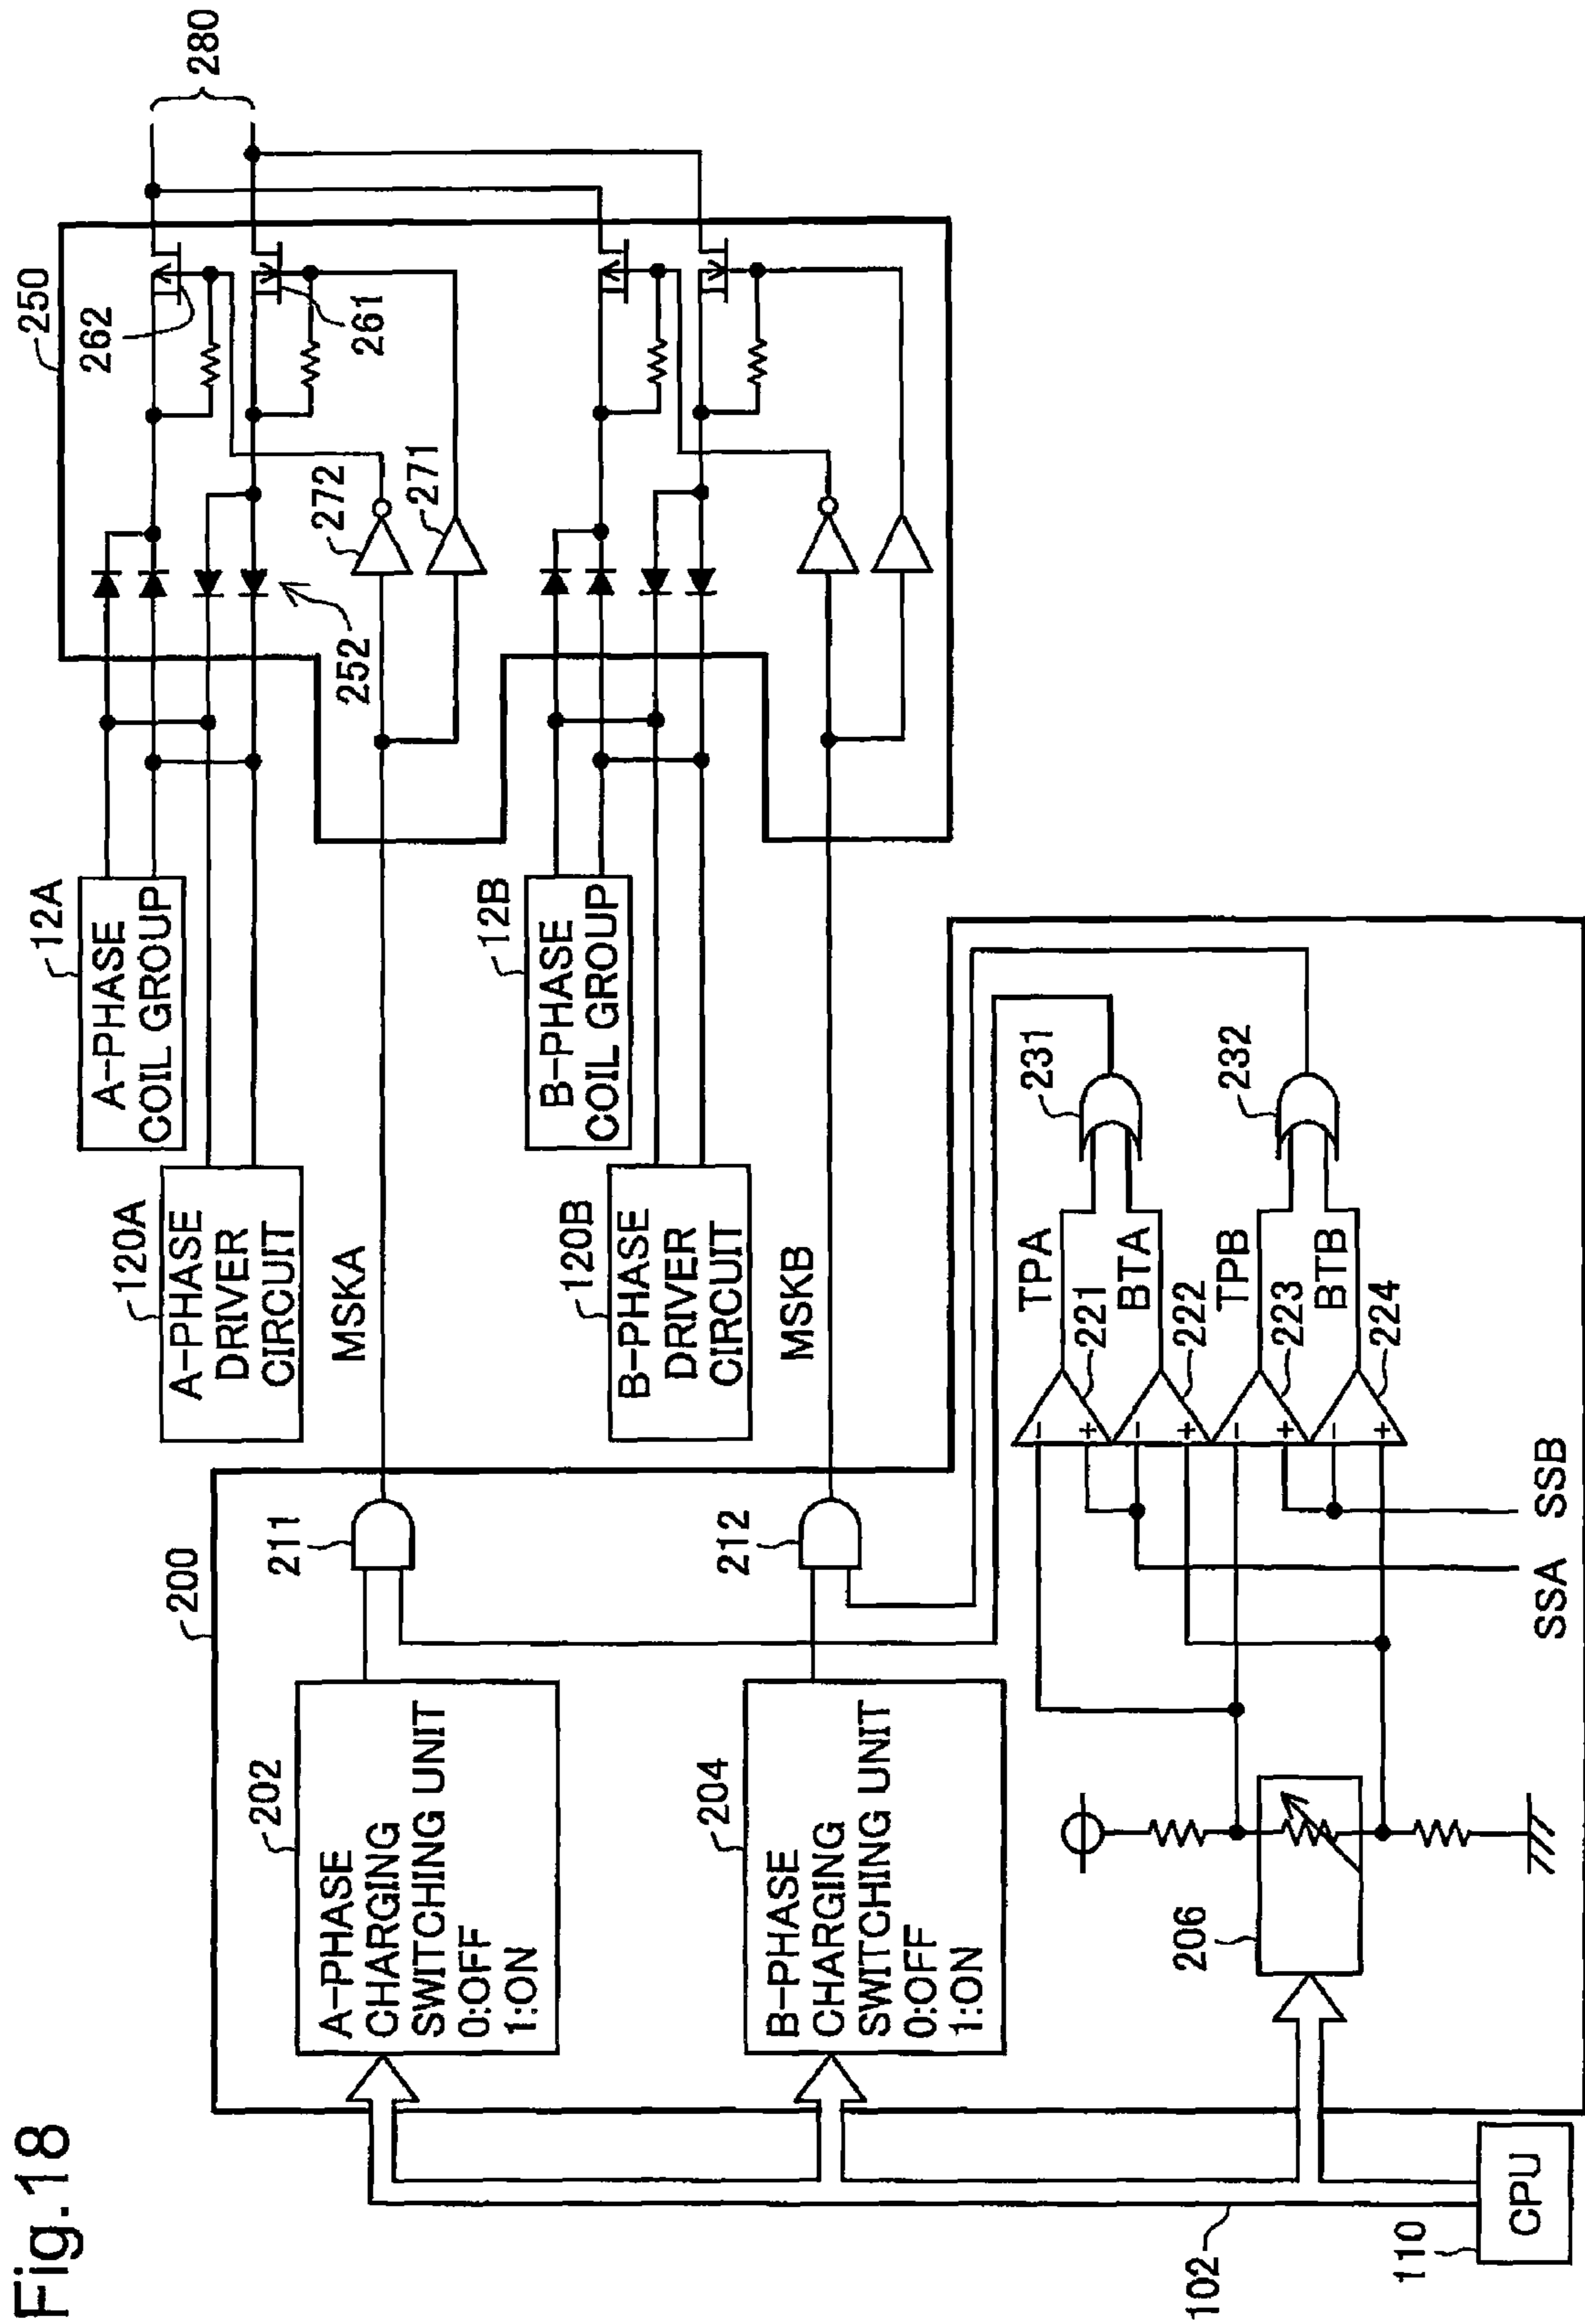 Fig.18
110
CPU
102
200
202
A-PHASE
CHARGING
SWITCHING UNIT
0:OFF
1:ON
204
B-PHASE
CHARGING
SWITCHING UNIT
0:OFF
1:ON
206
211
212
MSKA
MSKB
SSA
SSB
-
+
-
+
-
+
-
+
221
222
223
224
TPA
BTA
TPB
BTB
231
232
120A
A-PHASE
DRIVER
CIRCUIT
12A
A-PHASE
COIL GROUP
120B
B-PHASE
DRIVER
CIRCUIT
12B
B-PHASE
COIL GROUP
250
252
262
261
272
271
280